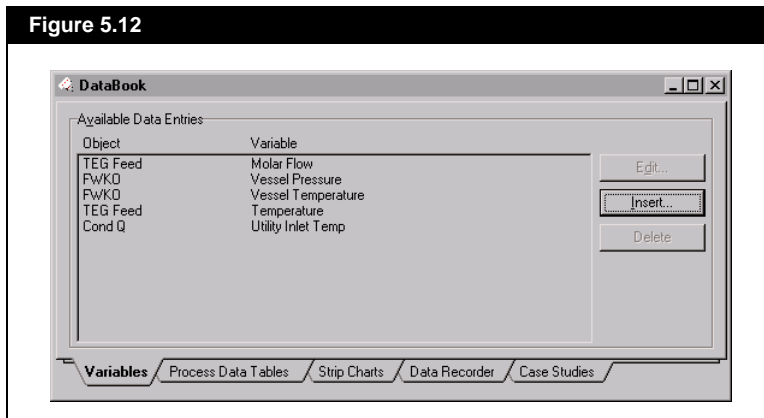 Figure 5.12
DataBook
Available Data Entries
Object Variable
TEG Feed Molar Flow
FWKO Vessel Pressure
FWKO Vessel Temperature
TEG Feed Temperature
Cond Q Utility Inlet Temp
Edit...
Insert...
Delete
Variables Process Data Tables Strip Charts Data Recorder Case Studies